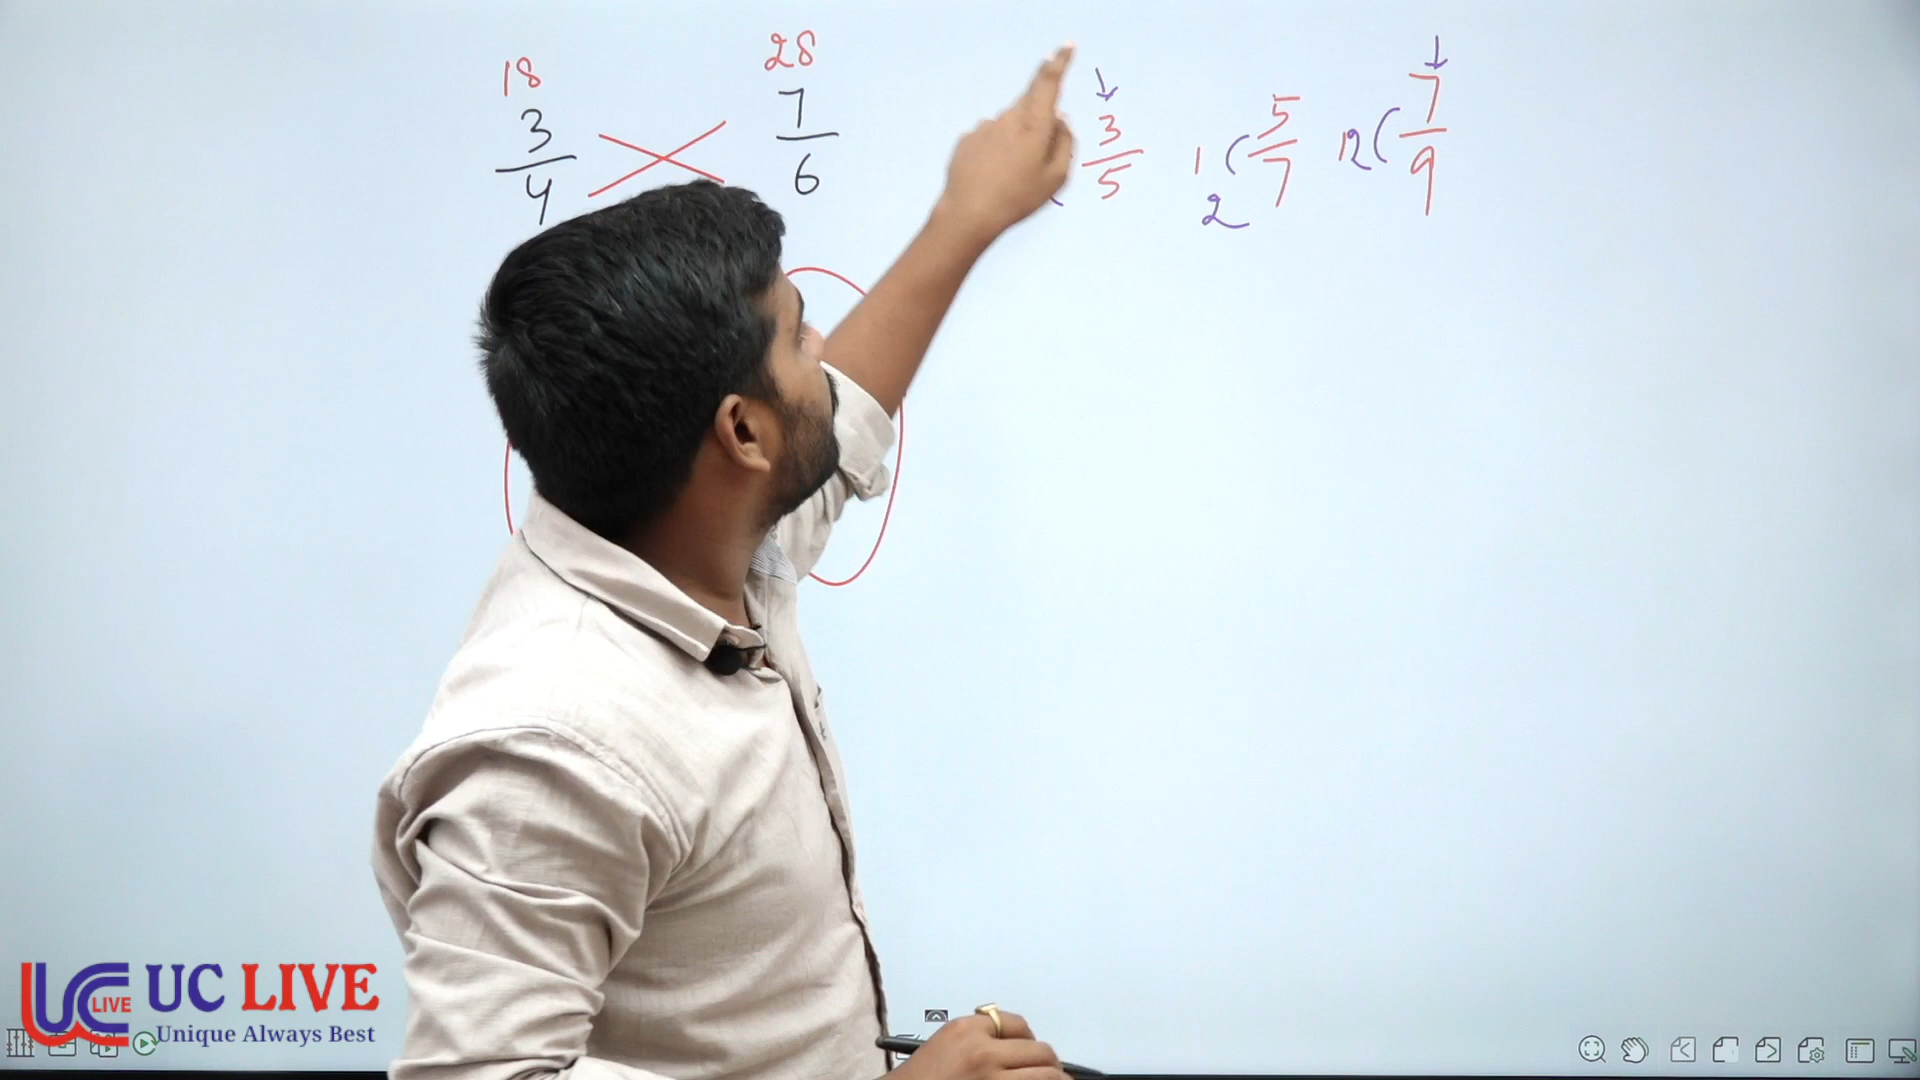 18 28
3/4 7/6
3/5 1 ( 5/7 12 ( 7/9
2
UC LIVE
LIVE
Unique Always Best